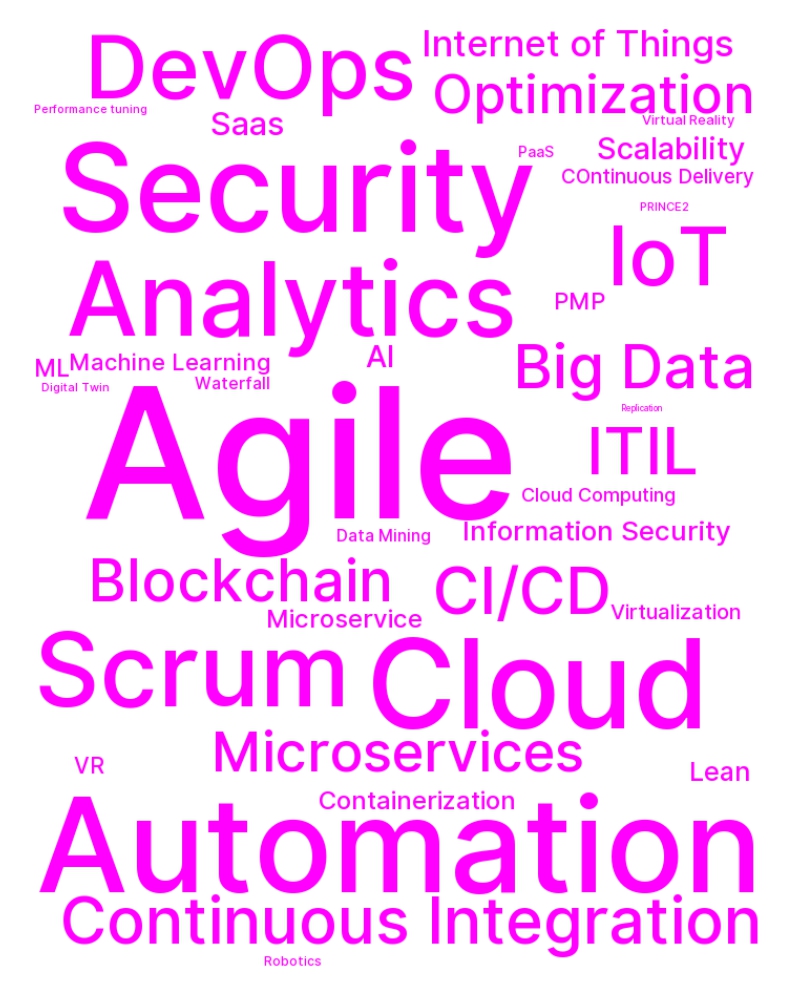 DevOps
Internet of Things
Optimization
Performance tuning
Saas
Virtual Reality
Security
PaaS
Scalability
COntinuous Delivery
PRINCE2
IoT
Analytics
PMP
ML
Machine Learning
AI
Big Data
Digital Twin
Waterfall
Agile
Replication
ITIL
Cloud Computing
Data Mining
Information Security
Blockchain
CI/CD
Microservice
Virtualization
Scrum
Cloud
Microservices
VR
Lean
Containerization
Automation
Continuous Integration
Robotics